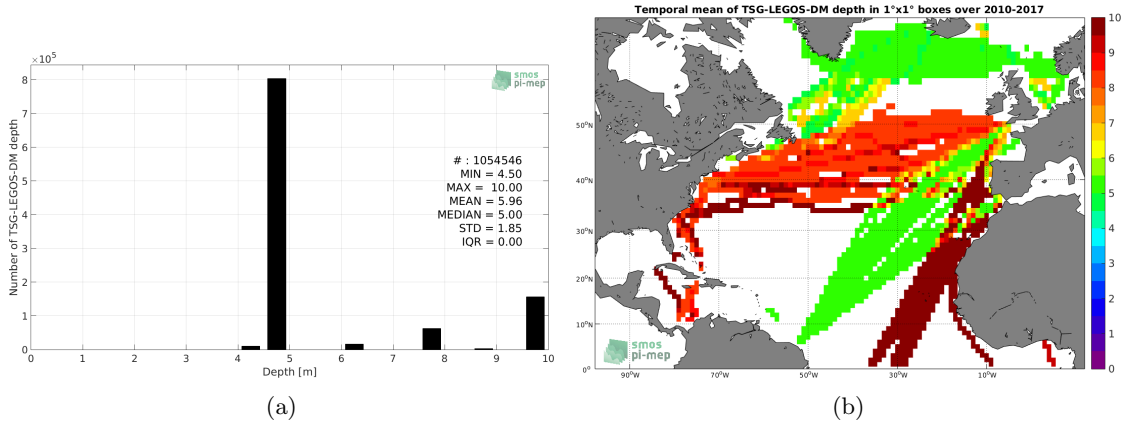 ×10⁵
8
7
6
5
4
3
2
1
0
Number of TSG-LEGOS-DM depth
smos
pi-mep
# : 1054546
MIN = 4.50
MAX = 10.00
MEAN = 5.96
MEDIAN = 5.00
STD = 1.85
IQR = 0.00
0 1 2 3 4 5 6 7 8 9 10
Depth [m]
(a)
Temporal mean of TSG-LEGOS-DM depth in 1°x1° boxes over 2010-2017
50°N
40°N
30°N
20°N
10°N
0°
90°W 70°W 50°W 30°W 10°W
smos
pi-mep
10
9
8
7
6
5
4
3
2
1
0
(b)